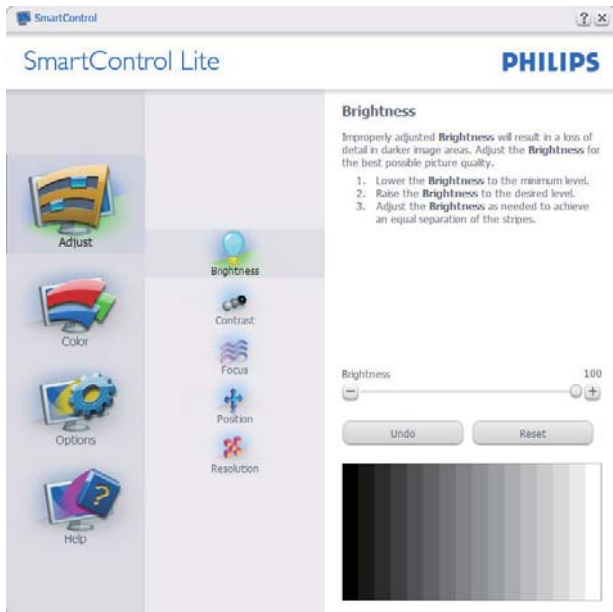 SmartControl
SmartControl Lite
PHILIPS
Adjust
Color
Options
Help
Brightness
Contrast
Focus
Position
Resolution
Brightness
Improperly adjusted Brightness will result in a loss of
detail in darker image areas. Adjust the Brightness for
the best possible picture quality.
1. Lower the Brightness to the minimum level.
2. Raise the Brightness to the desired level.
3. Adjust the Brightness as needed to achieve
an equal separation of the stripes.
Brightness 100
Undo Reset